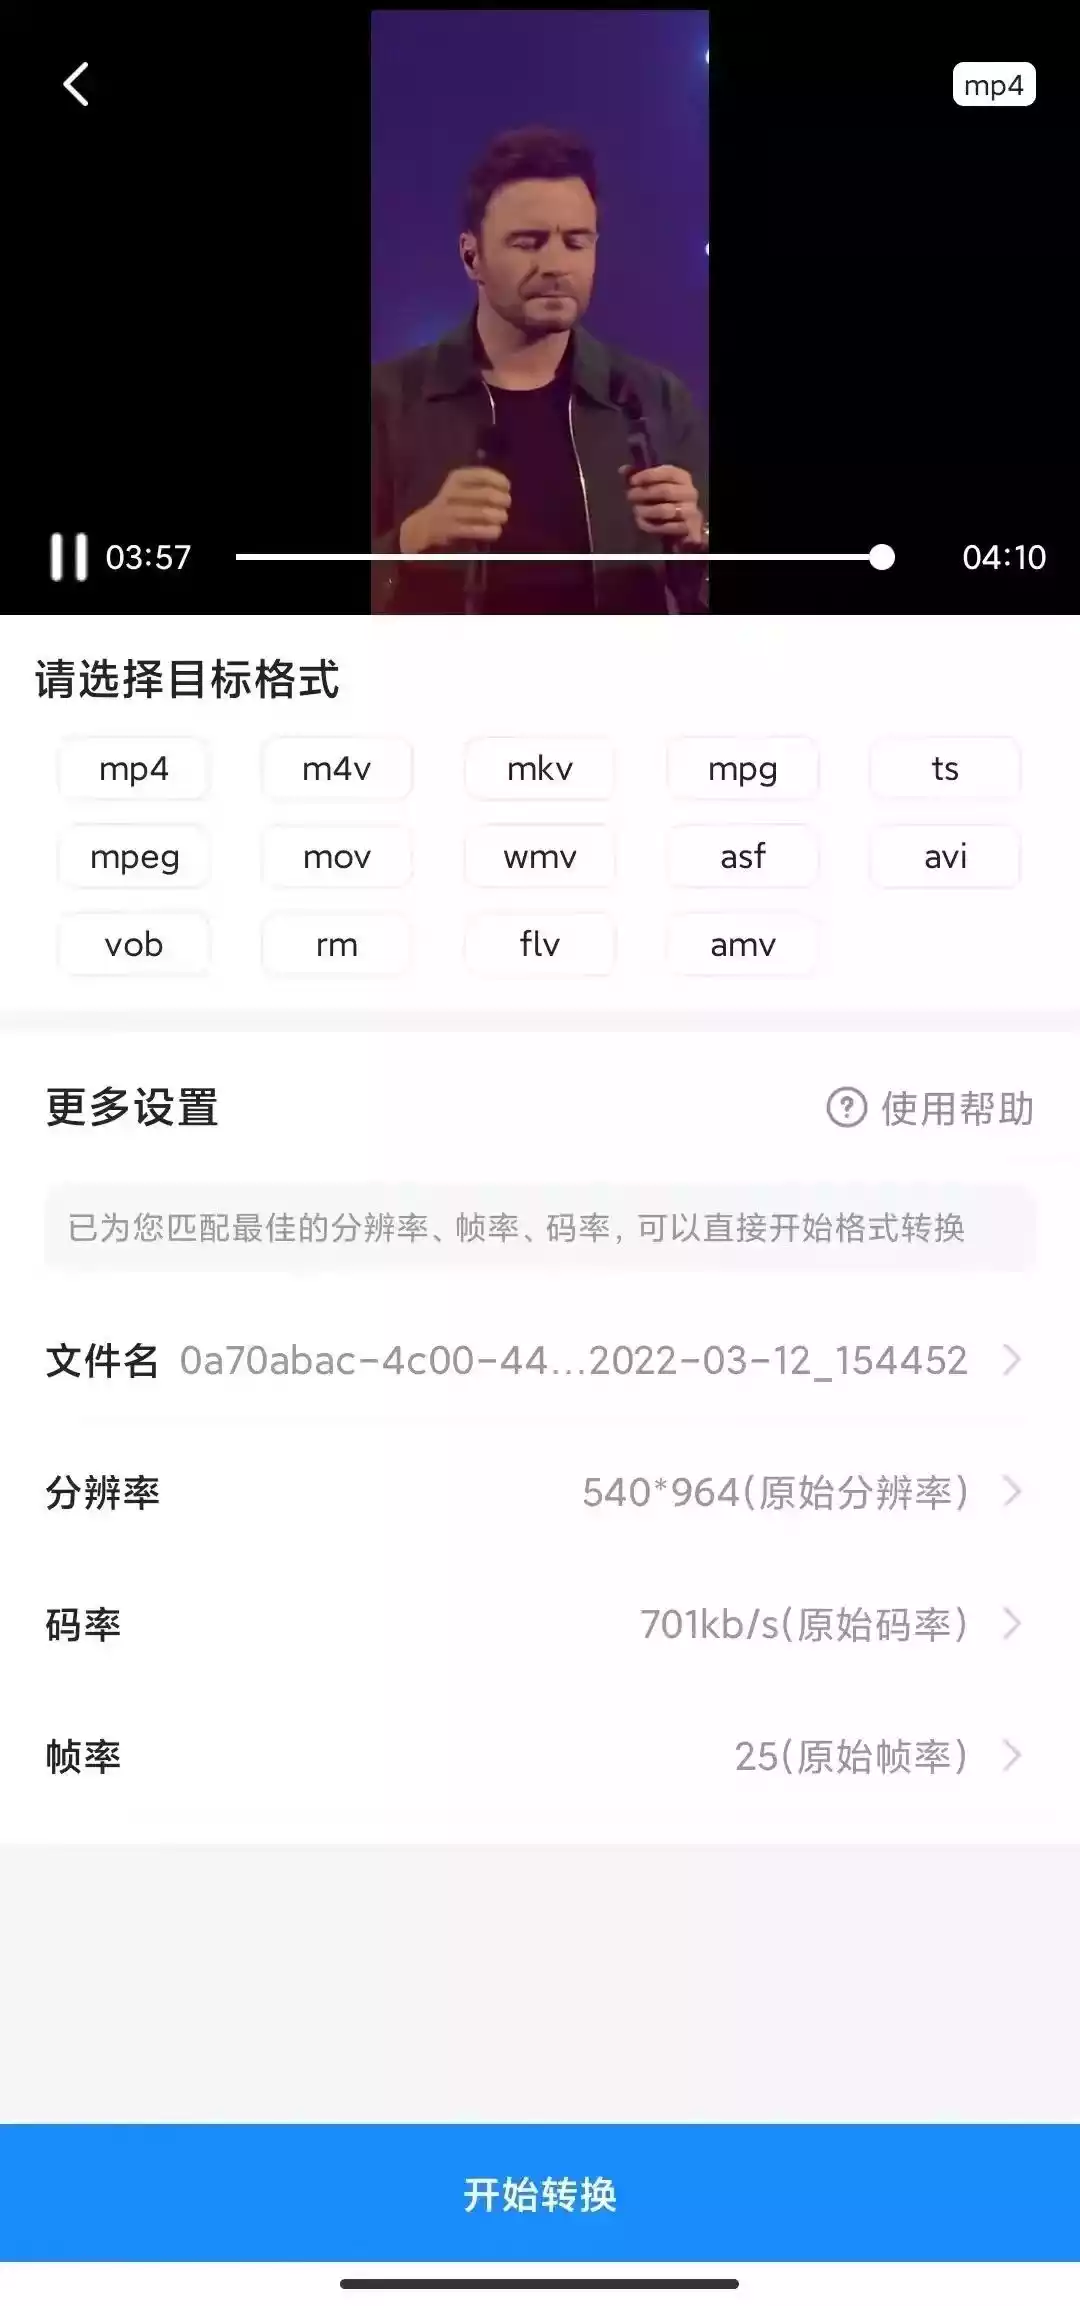 mp4
03:57 04:10
请选择目标格式
mp4 m4v mkv mpg ts
mpeg mov wmv asf avi
vob rm flv amv
更多设置 使用帮助
已为您匹配最佳的分辨率、帧率、码率，可以直接开始格式转换
文件名 0a70abac-4c00-44...2022-03-12_154452
分辨率 540*964(原始分辨率)
码率 701kb/s(原始码率)
帧率 25(原始帧率)
开始转换